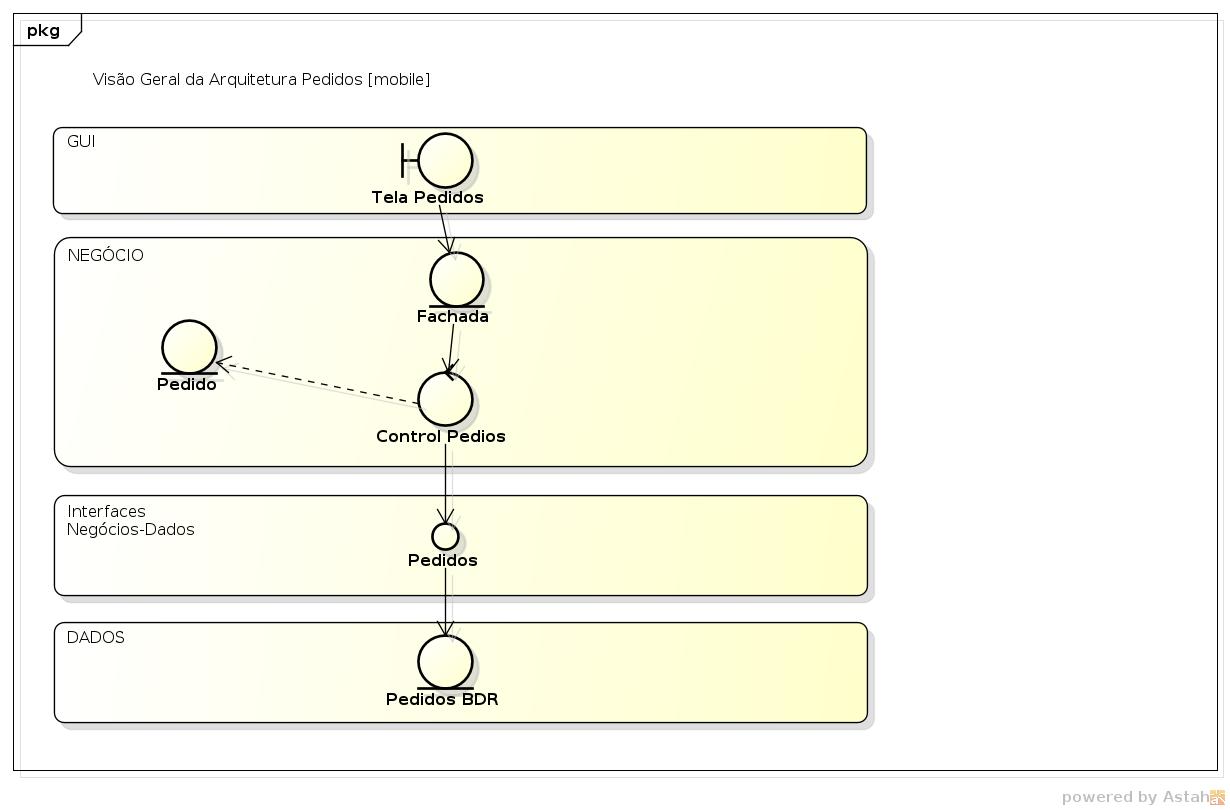 pkg
Visão Geral da Arquitetura Pedidos [mobile]
GUI
Tela Pedidos
NEGÓCIO
Fachada
Pedido
Control Pedios
Interfaces
Negócios-Dados
Pedidos
DADOS
Pedidos BDR
powered by Astah